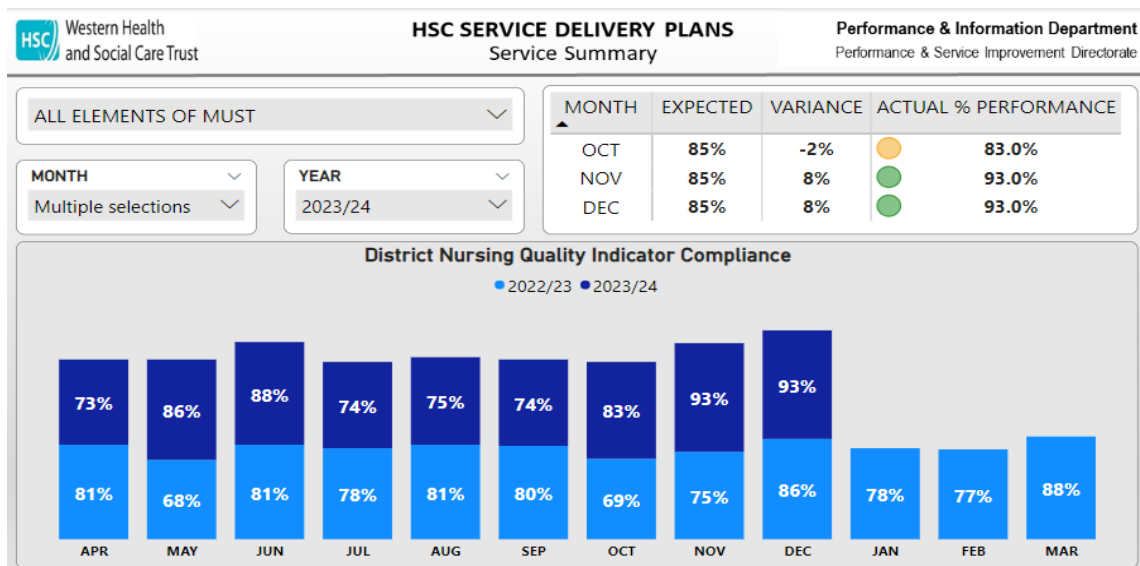 HSC
Western Health
and Social Care Trust
HSC SERVICE DELIVERY PLANS
Service Summary
Performance & Information Department
Performance & Service Improvement Directorate
ALL ELEMENTS OF MUST
MONTH
Multiple selections
YEAR
2023/24
MONTH EXPECTED VARIANCE ACTUAL % PERFORMANCE
OCT 85% -2% 83.0%
NOV 85% 8% 93.0%
DEC 85% 8% 93.0%
District Nursing Quality Indicator Compliance
2022/23 2023/24
73% 86% 88% 74% 75% 74% 83% 93% 93%
81% 68% 81% 78% 81% 80% 69% 75% 86% 78% 77% 88%
APR MAY JUN JUL AUG SEP OCT NOV DEC JAN FEB MAR